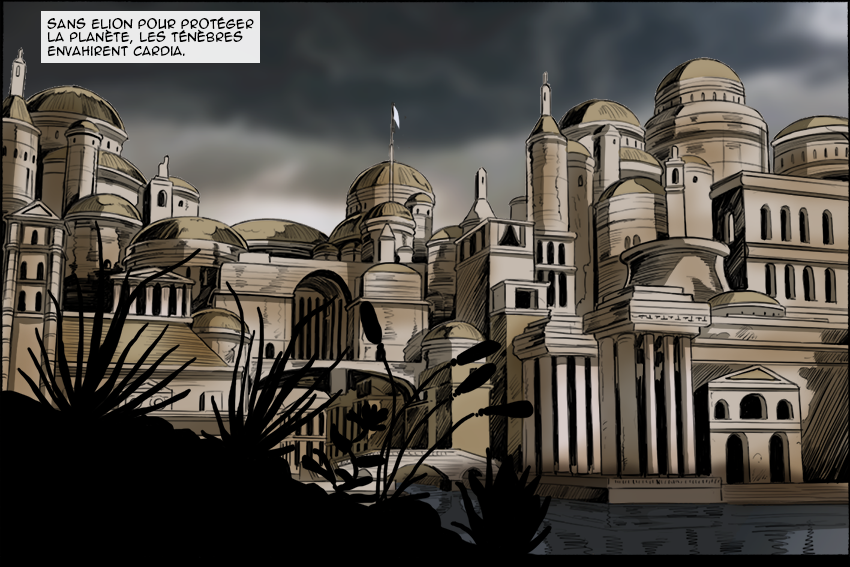 SANS ELION POUR PROTÉGER
LA PLANÈTE, LES TÉNÈBRES
ENVAHIRENT CARDIA.